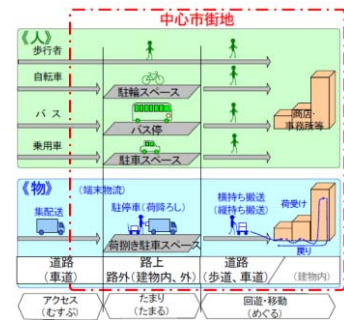 中心市街地
《人》
歩行者
自転車
駐輪スペース
バス
バス停
乗用車
駐車スペース
商店・
事務所等
《物》
(端末物流)
集配送
駐停車(荷降ろし)
荷捌き駐車スペース
横持ち搬送
(縦持ち搬送)
荷受け
戻り
道路
(車道)
路上
路外(建物内、外)
道路
(歩道、車道)
(建物内)
アクセス
(むすぶ)
たまり
(たまる)
回遊・移動
(めぐる)